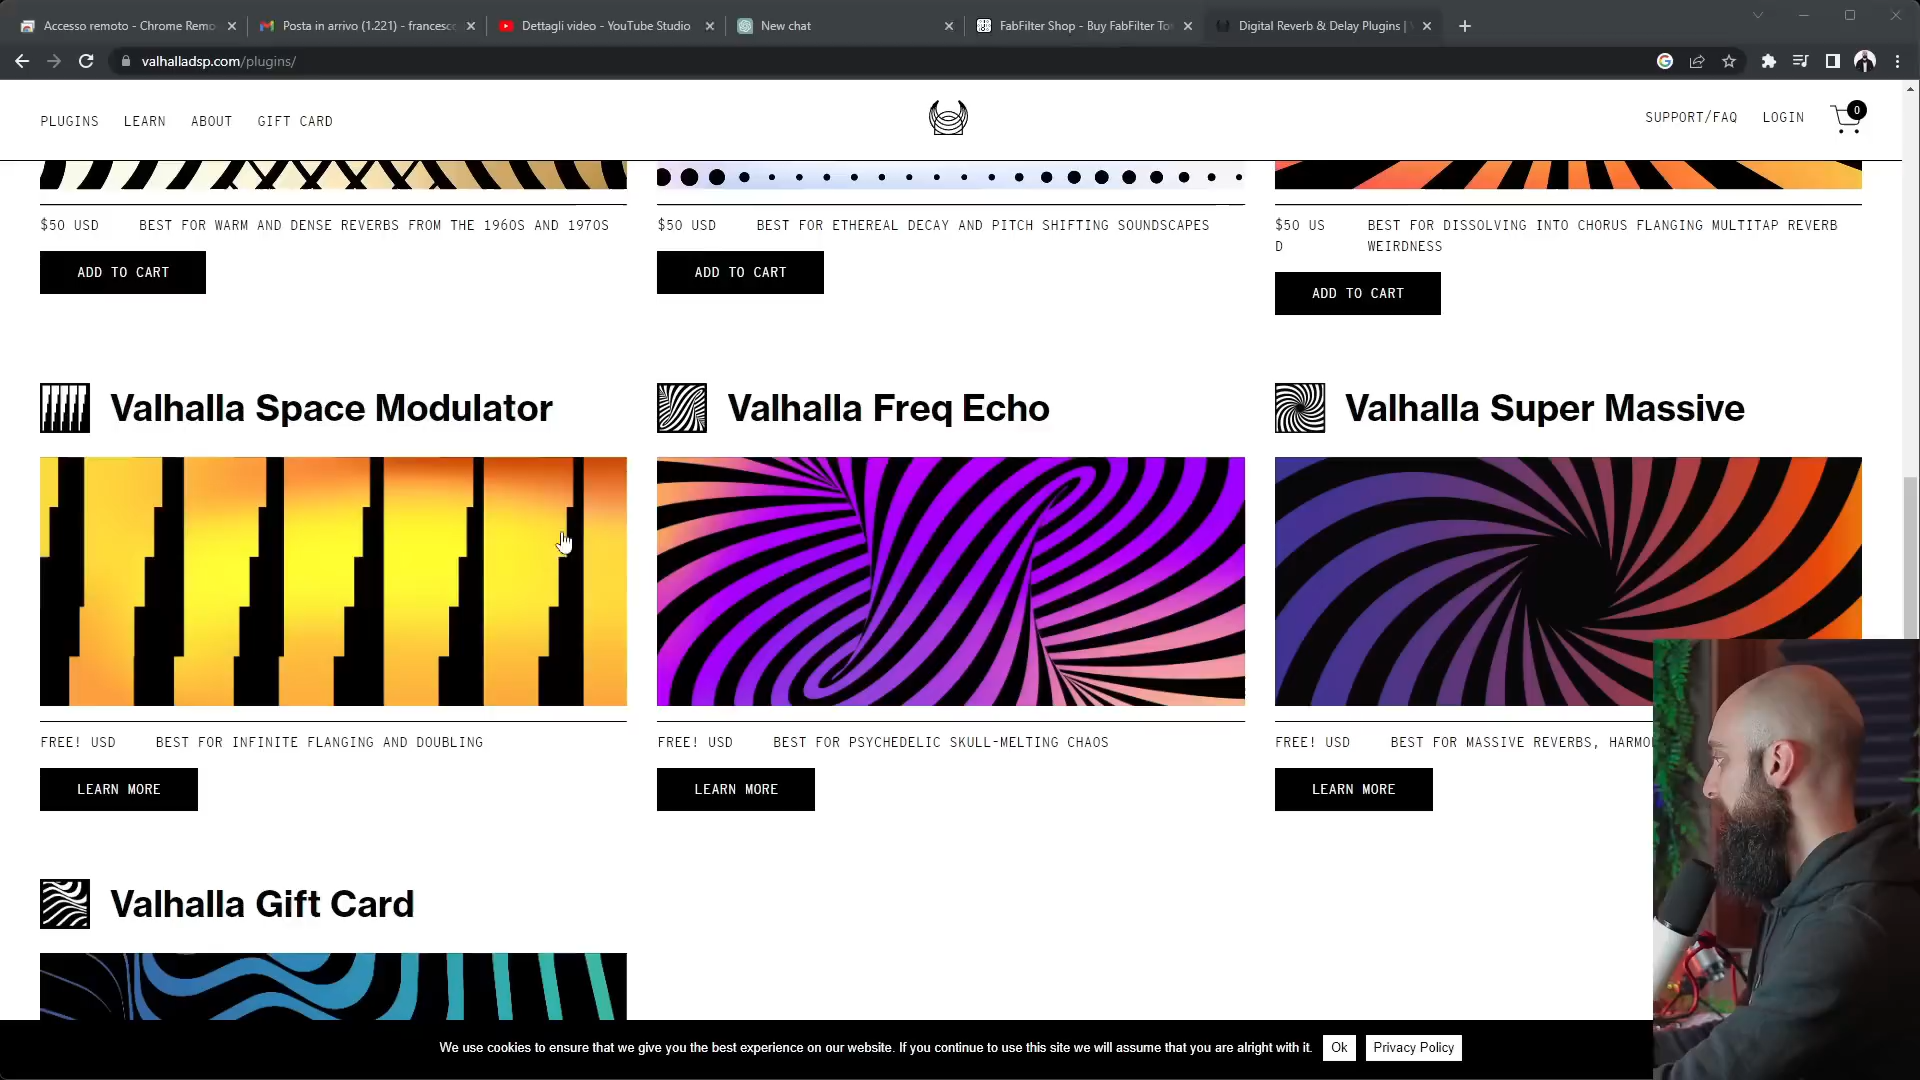 Accesso remoto - Chrome Remo
Posta in arrivo (1.221) - francesc
Dettagli video - YouTube Studio
New chat
FabFilter Shop - Buy FabFilter To
Digital Reverb & Delay Plugins |
valhalladsp.com/plugins/
PLUGINS
LEARN
ABOUT
GIFT CARD
SUPPORT/FAQ
LOGIN
0
$50 USD
BEST FOR WARM AND DENSE REVERBS FROM THE 1960S AND 1970S
ADD TO CART
$50 USD
BEST FOR ETHEREAL DECAY AND PITCH SHIFTING SOUNDSCAPES
ADD TO CART
$50 US
D
BEST FOR DISSOLVING INTO CHORUS FLANGING MULTITAP REVERB
WEIRDNESS
ADD TO CART
Valhalla Space Modulator
FREE! USD
BEST FOR INFINITE FLANGING AND DOUBLING
LEARN MORE
Valhalla Freq Echo
FREE! USD
BEST FOR PSYCHEDELIC SKULL-MELTING CHAOS
LEARN MORE
Valhalla Super Massive
FREE! USD
BEST FOR MASSIVE REVERBS, HARMO
LEARN MORE
Valhalla Gift Card
We use cookies to ensure that we give you the best experience on our website. If you continue to use this site we will assume that you are alright with it.
Ok
Privacy Policy